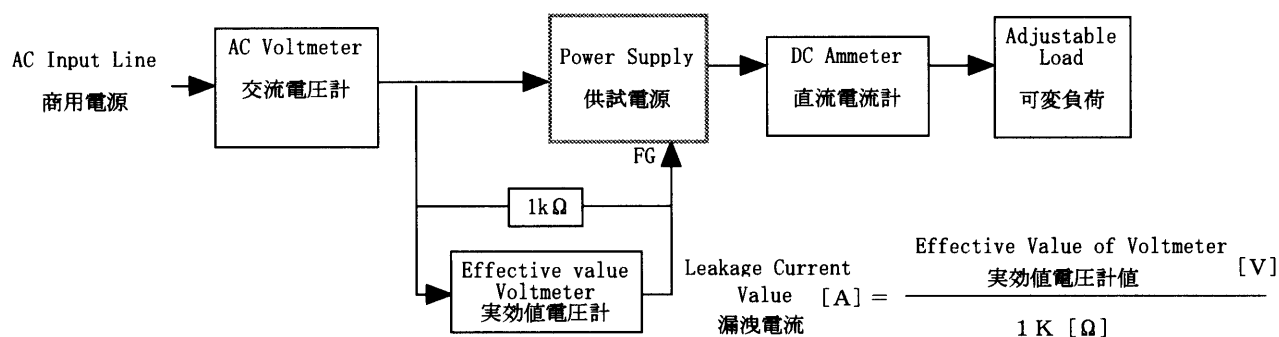 AC Input Line
商用電源
AC Voltmeter
交流電圧計
Power Supply
供試電源
DC Ammeter
直流電流計
Adjustable
Load
可変負荷
FG
1kΩ
Effective value
Voltmeter
実効値電圧計
Leakage Current
Value [A] =
漏洩電流
Effective Value of Voltmeter
実効値電圧計値
[V]
1 K [Ω]